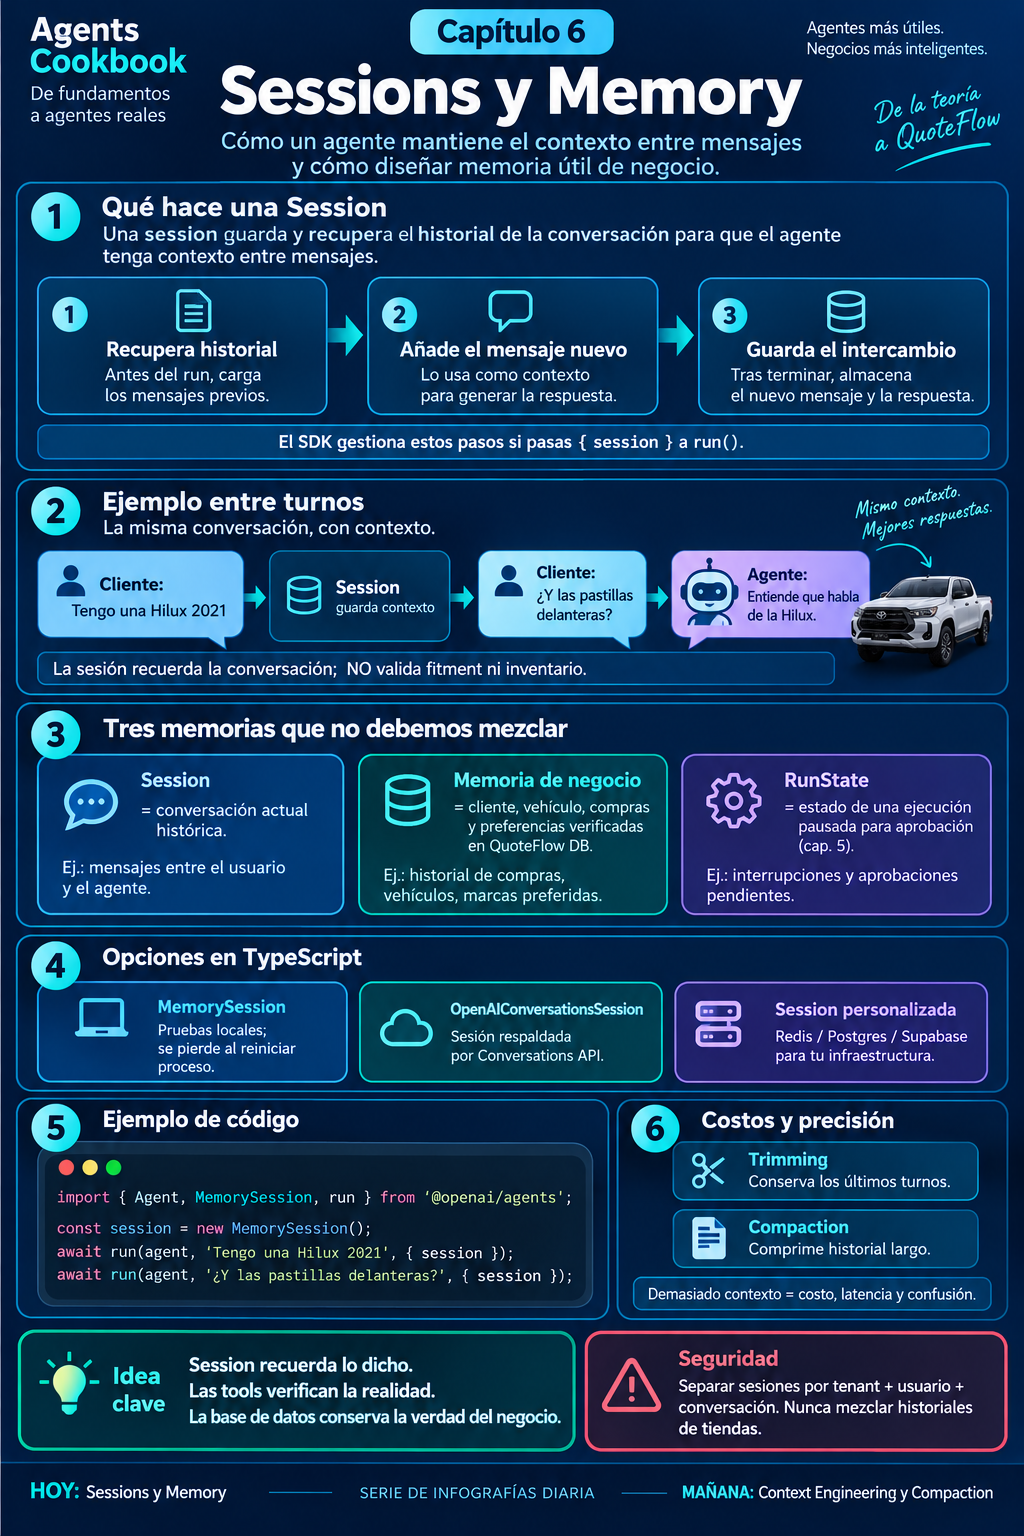 Agents
Cookbook
De fundamentos
a agentes reales
Capítulo 6
Sessions y Memory
Cómo un agente mantiene el contexto entre mensajes
y cómo diseñar memoria útil de negocio.
Agentes más útiles.
Negocios más inteligentes.
De la teoría
a QuoteFlow
1
Qué hace una Session
Una session guarda y recupera el historial de la conversación para que el agente
tenga contexto entre mensajes.
1
Recupera historial
Antes del run, carga
los mensajes previos.
2
Añade el mensaje nuevo
Lo usa como contexto
para generar la respuesta.
3
Guarda el intercambio
Tras terminar, almacena
el nuevo mensaje y la respuesta.
El SDK gestiona estos pasos si pasas { session } a run().
2
Ejemplo entre turnos
La misma conversación, con contexto.
Mismo contexto.
Mejores respuestas.
Cliente:
Tengo una Hilux 2021
Session
guarda contexto
Cliente:
¿Y las pastillas
delanteras?
Agente:
Entiende que habla
de la Hilux.
La sesión recuerda la conversación; NO valida fitment ni inventario.
3
Tres memorias que no debemos mezclar
Session
= conversación actual
histórica.
Ej.: mensajes entre el usuario
y el agente.
Memoria de negocio
= cliente, vehículo, compras
y preferencias verificadas
en QuoteFlow DB.
Ej.: historial de compras,
vehículos, marcas preferidas.
RunState
= estado de una ejecución
pausada para aprobación
(cap. 5).
Ej.: interrupciones y aprobaciones
pendientes.
4
Opciones en TypeScript
MemorySession
Pruebas locales;
se pierde al reiniciar
proceso.
OpenAIConversationsSession
Sesión respaldada
por Conversations API.
Session personalizada
Redis / Postgres / Supabase
para tu infraestructura.
5
Ejemplo de código
import { Agent, MemorySession, run } from ‘@openai/agents’;
const session = new MemorySession();
await run(agent, ‘Tengo una Hilux 2021’, { session });
await run(agent, ‘¿Y las pastillas delanteras?’, { session });
6
Costos y precisión
Trimming
Conserva los últimos turnos.
Compaction
Comprime historial largo.
Demasiado contexto = costo, latencia y confusión.
Idea
clave
Session recuerda lo dicho.
Las tools verifican la realidad.
La base de datos conserva la verdad del negocio.
Seguridad
Separar sesiones por tenant + usuario +
conversación. Nunca mezclar historiales
de tiendas.
HOY: Sessions y Memory
SERIE DE INFOGRAFÍAS DIARIA
MAÑANA: Context Engineering y Compaction